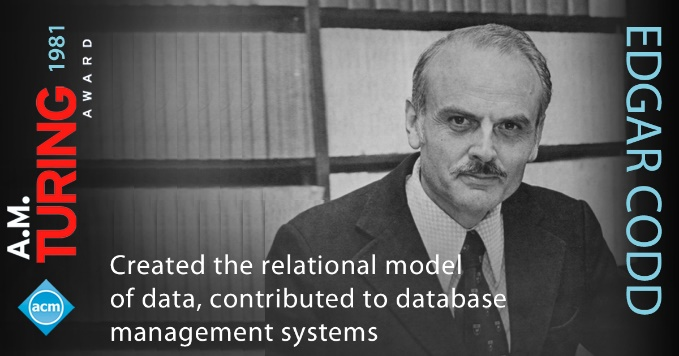 A.M.
TURING
AWARD
1981
acm
Created the relational model
of data, contributed to database
management systems
EDGAR CODD